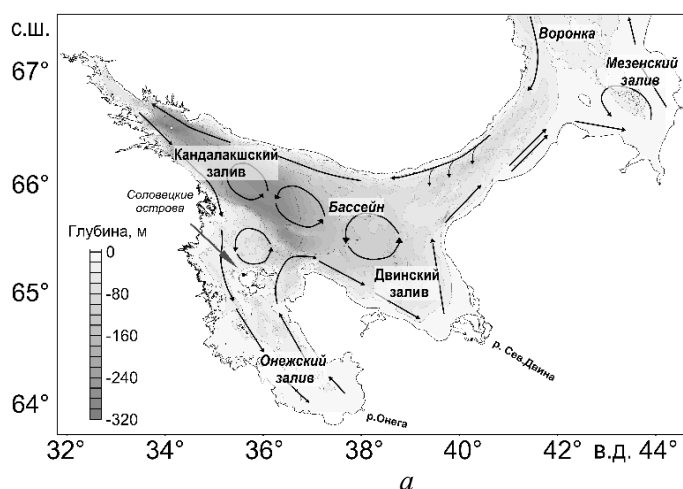 с.ш.
67°
66°
65°
64°
Воронка
Мезенский
залив
Кандалакшский
залив
Соловецкие
острова
Бассейн
Глубина, м
0
-80
-160
-240
-320
Двинский
залив
р. Сев.Двина
Онежский
залив
р.Онега
32° 34° 36° 38° 40° 42° в.д. 44°
а